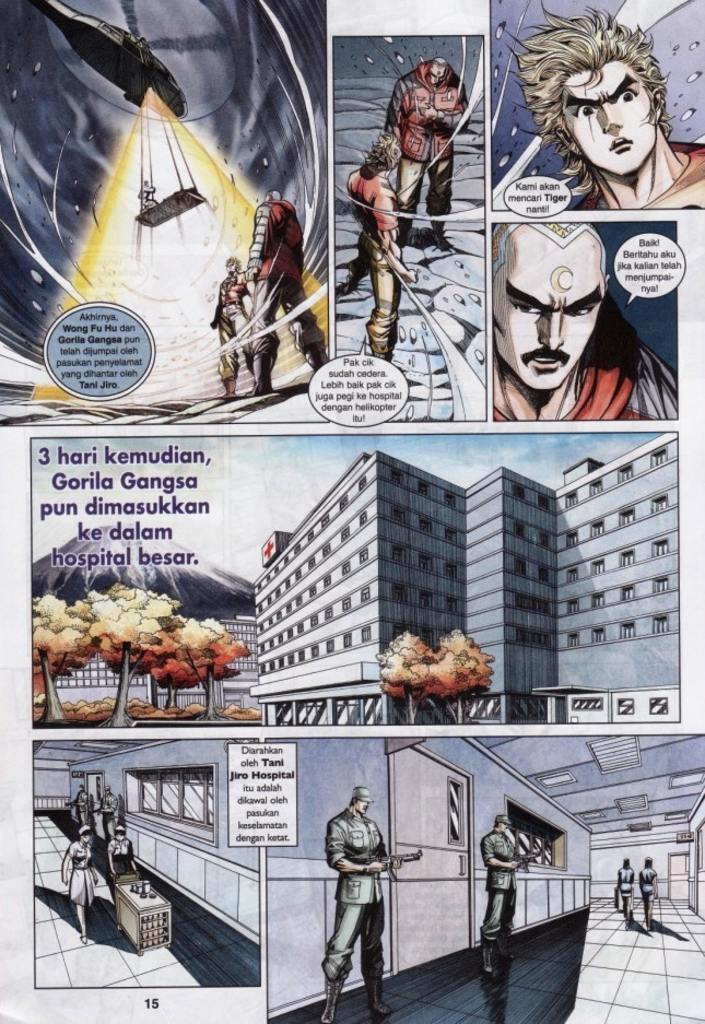 Akhirnya,
Wong Fu Hu dan
Gorila Gangsa pun
telah dijumpai oleh
pasukan penyelamat
yang dihantar oleh
Tani Jiro.
Pak cik
sudah cedera.
Lebih baik pak cik
juga pegi ke hospital
dengan helikopter
itu!
Kami akan
mencari Tiger
nanti!
Baik!
Beritahu aku
jika kalian telah
menjumpai-
nya!
3 hari kemudian,
Gorila Gangsa
pun dimasukkan
ke dalam
hospital besar.
Diarahkan
oleh Tani
Jiro Hospital
itu adalah
dikawal oleh
pasukan
keselamatan
dengan ketat.
15